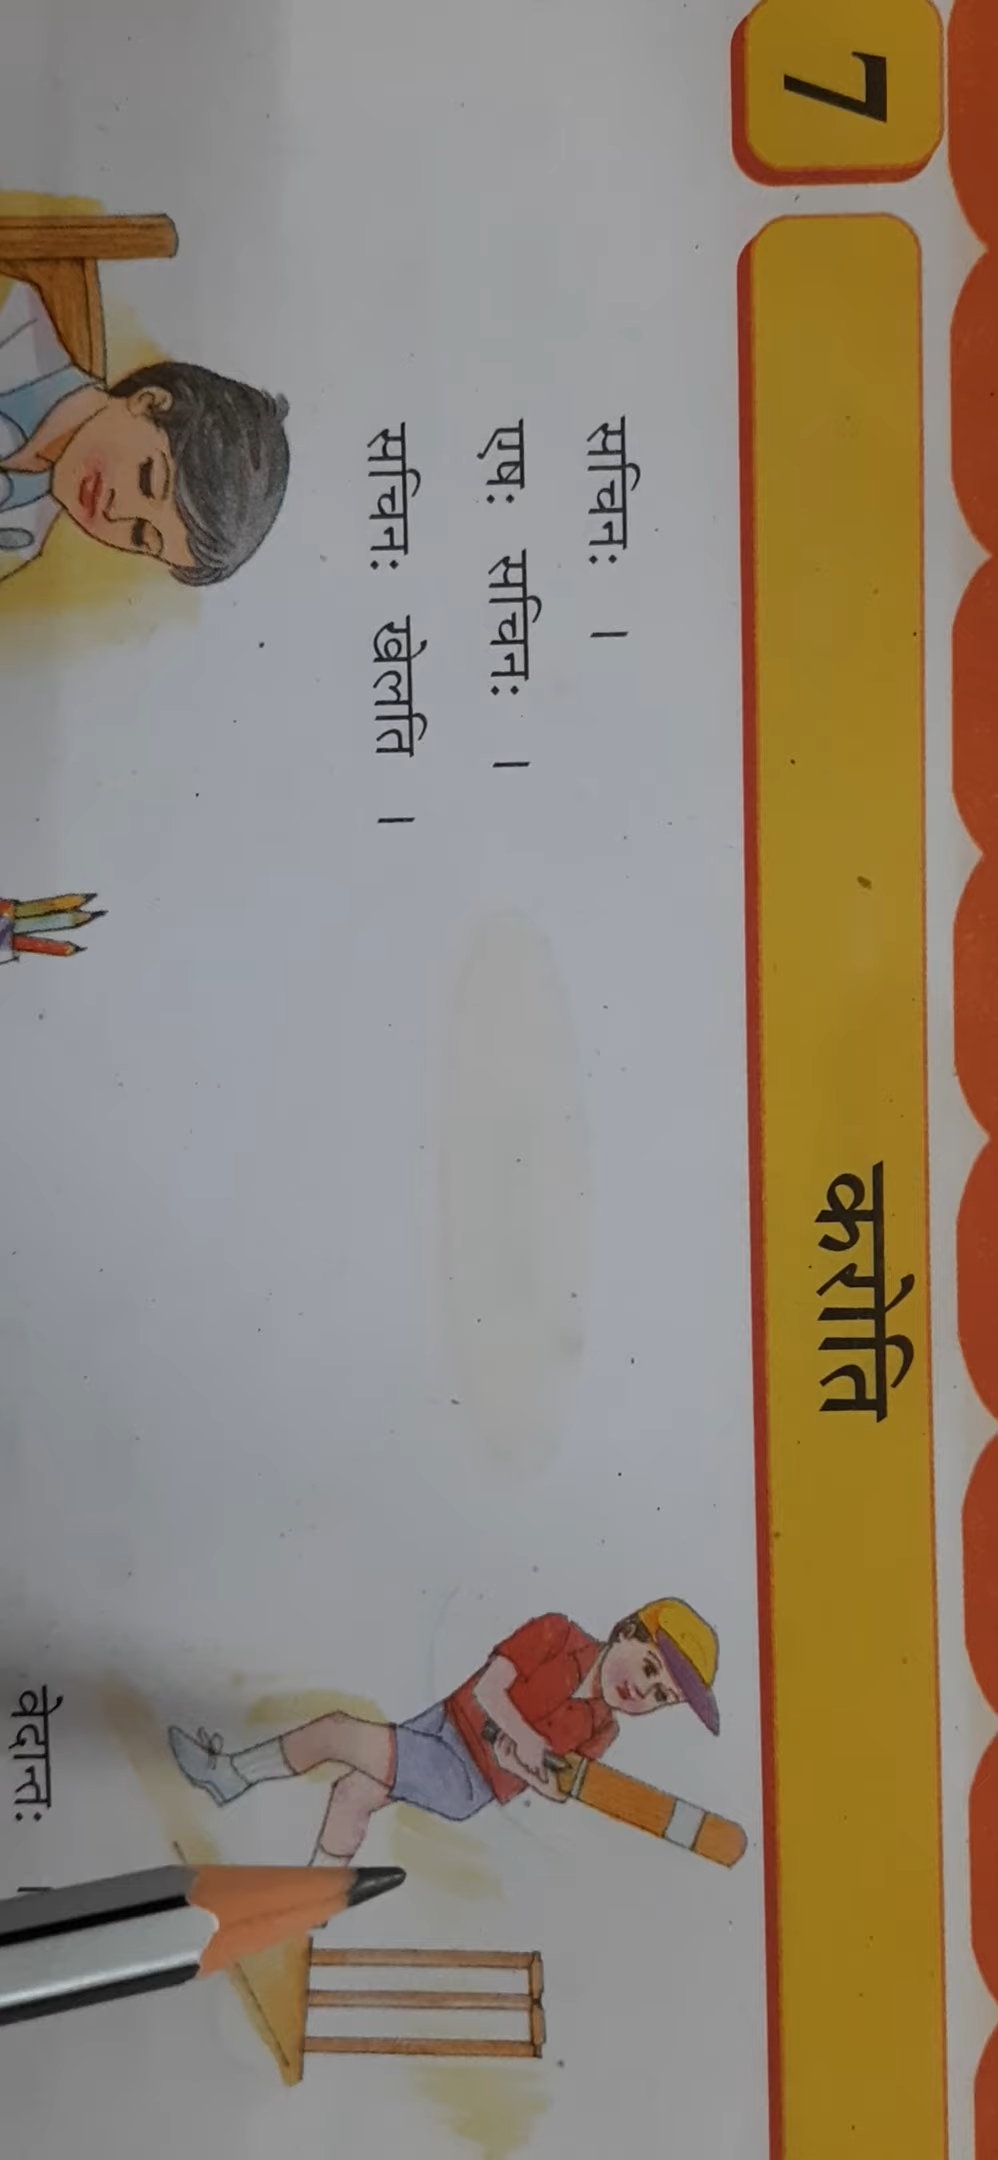 7
करोति
सचिनः ।
एषः सचिनः ।
सचिनः खेलति ।
वेदान्तः ।